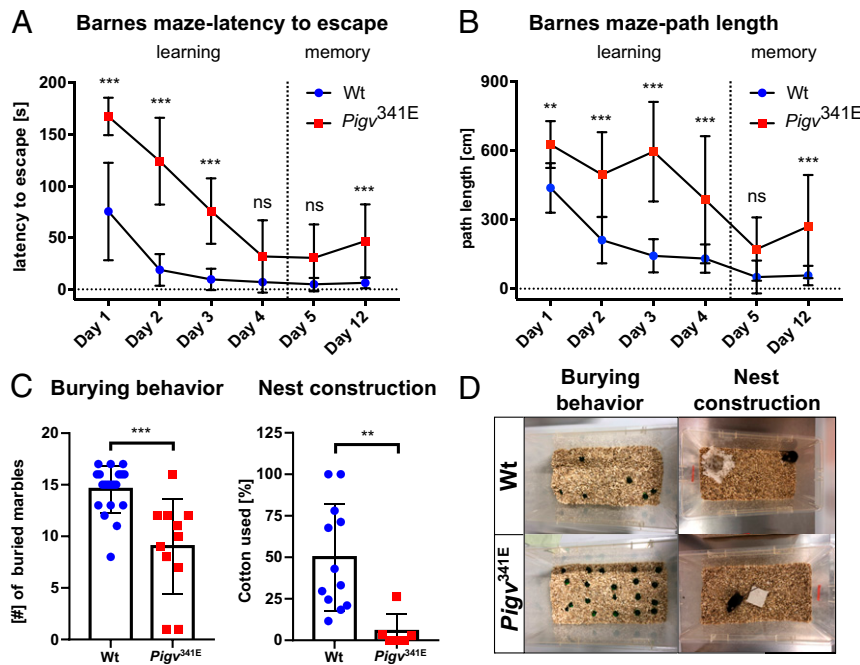 A Barnes maze-latency to escape
learning memory
latency to escape [s]
200
150
100
50
0
Wt
Pigv341E
*** *** *** ns ns ***
Day 1 Day 2 Day 3 Day 4 Day 5 Day 12
B Barnes maze-path length
learning memory
path length [cm]
900
600
300
0
Wt
Pigv341E
** *** *** *** ns ***
Day 1 Day 2 Day 3 Day 4 Day 5 Day 12
C Burying behavior
[#] of buried marbles
20
15
10
5
0
***
Wt Pigv341E
Nest construction
Cotton used [%]
125
100
75
50
25
0
**
Wt Pigv341E
D Burying behavior
Nest construction
Wt
Pigv341E